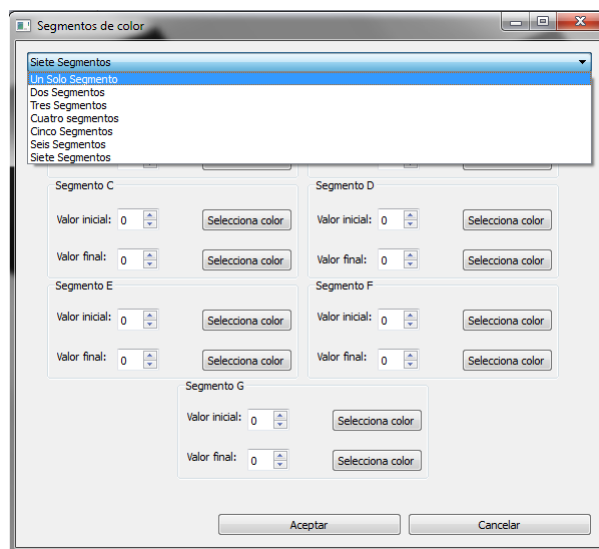 Segmentos de color
Siete Segmentos
Un Solo Segmento
Dos Segmentos
Tres Segmentos
Cuatro segmentos
Cinco Segmentos
Seis Segmentos
Siete Segmentos
Segmento C
Valor inicial: 0 Selecciona color
Valor final: 0 Selecciona color
Segmento D
Valor inicial: 0 Selecciona color
Valor final: 0 Selecciona color
Segmento E
Valor inicial: 0 Selecciona color
Valor final: 0 Selecciona color
Segmento F
Valor inicial: 0 Selecciona color
Valor final: 0 Selecciona color
Segmento G
Valor inicial: 0 Selecciona color
Valor final: 0 Selecciona color
Aceptar Cancelar